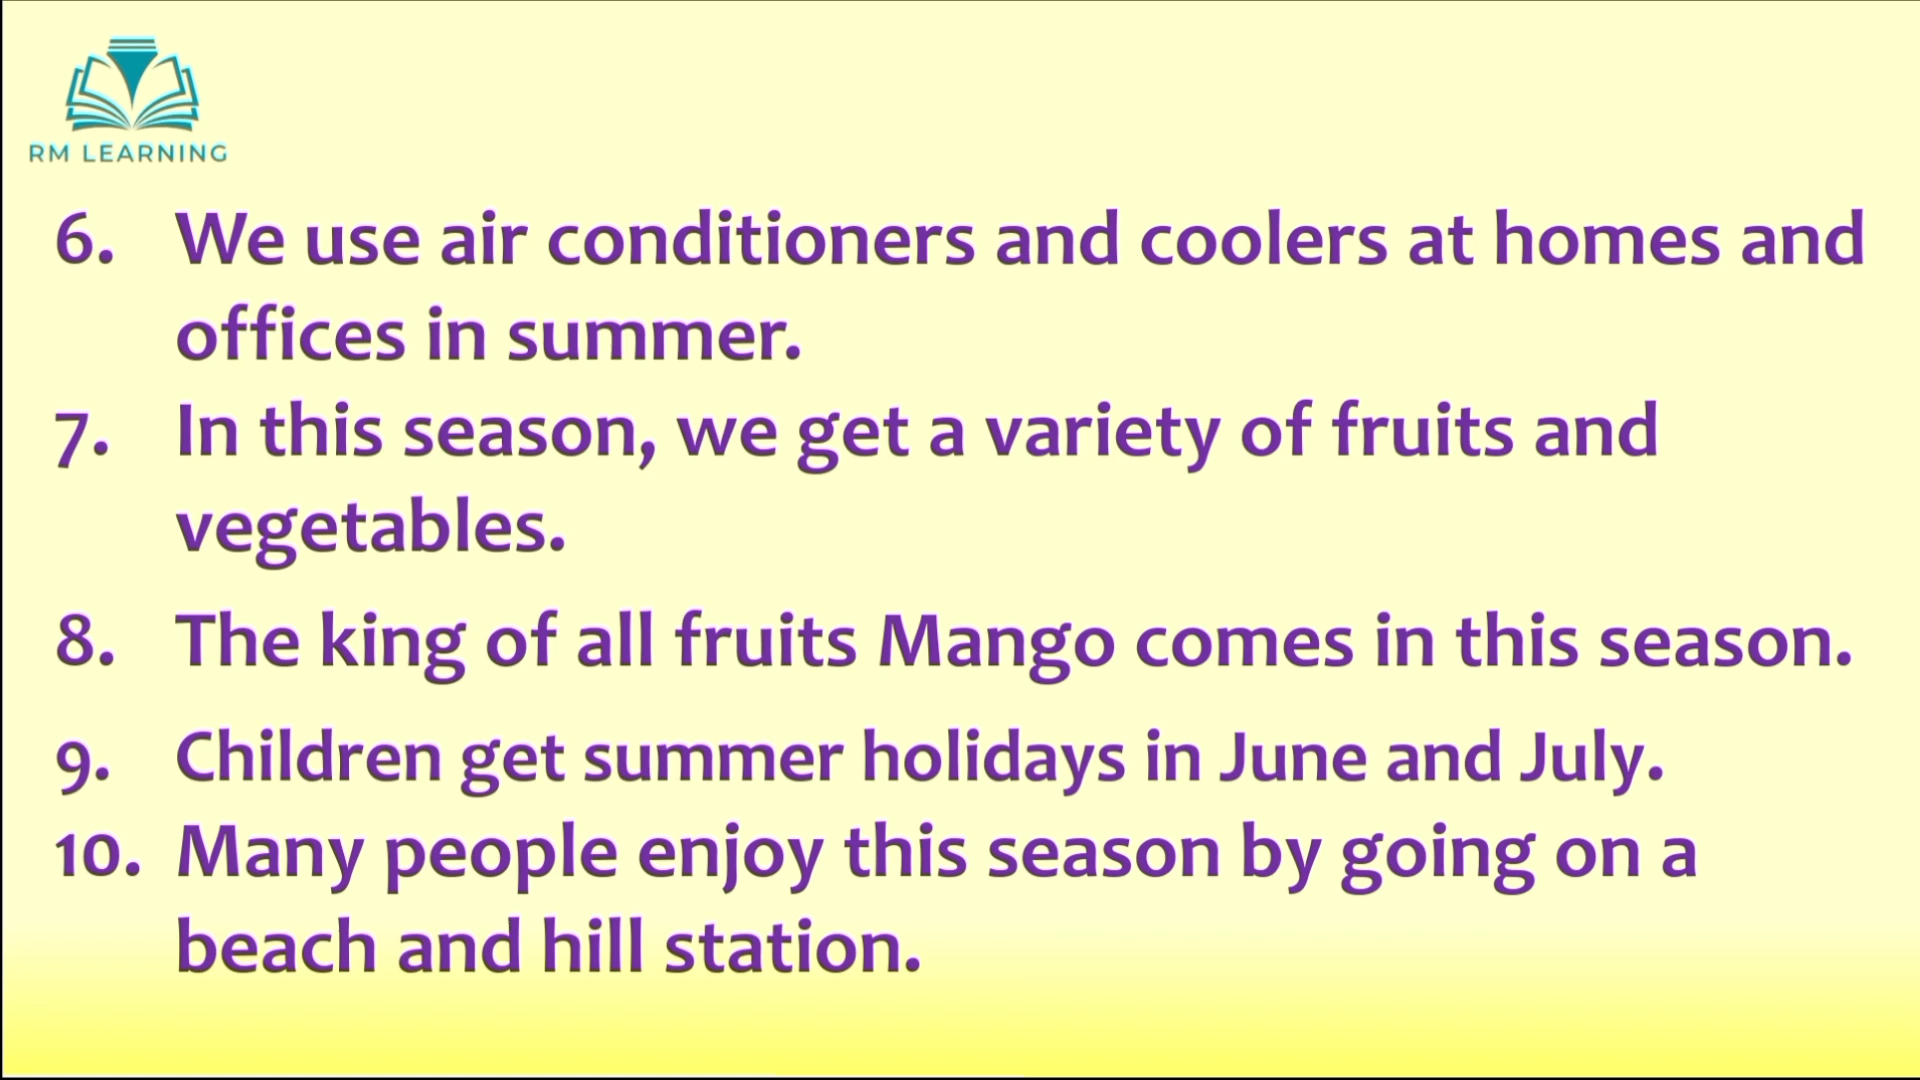 RM LEARNING
6. We use air conditioners and coolers at homes and
offices in summer.
7. In this season, we get a variety of fruits and
vegetables.
8. The king of all fruits Mango comes in this season.
9. Children get summer holidays in June and July.
10. Many people enjoy this season by going on a
beach and hill station.